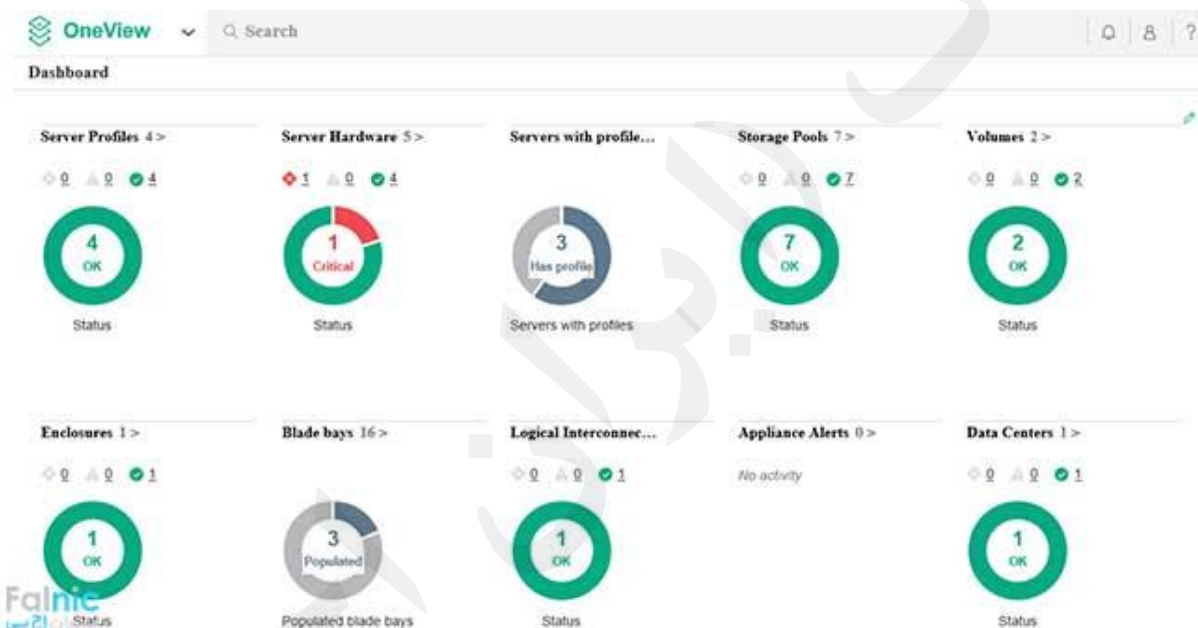 OneView Search ?
Dashboard
Server Profiles 4 > Server Hardware 5 > Servers with profile... Storage Pools 7 > Volumes 2 >
0 0 4 1 0 4 0 0 7 0 0 2
4 1 3 7 2
OK Critical Has profile OK OK
Status Status Servers with profiles Status Status
Enclosures 1 > Blade bays 16 > Logical Interconnec... Appliance Alerts 0 > Data Centers 1 >
0 0 1 0 0 1 No activity 0 0 1
1 3 1 1
OK Populated OK OK
Falnic
Status Populated blade bays Status Status